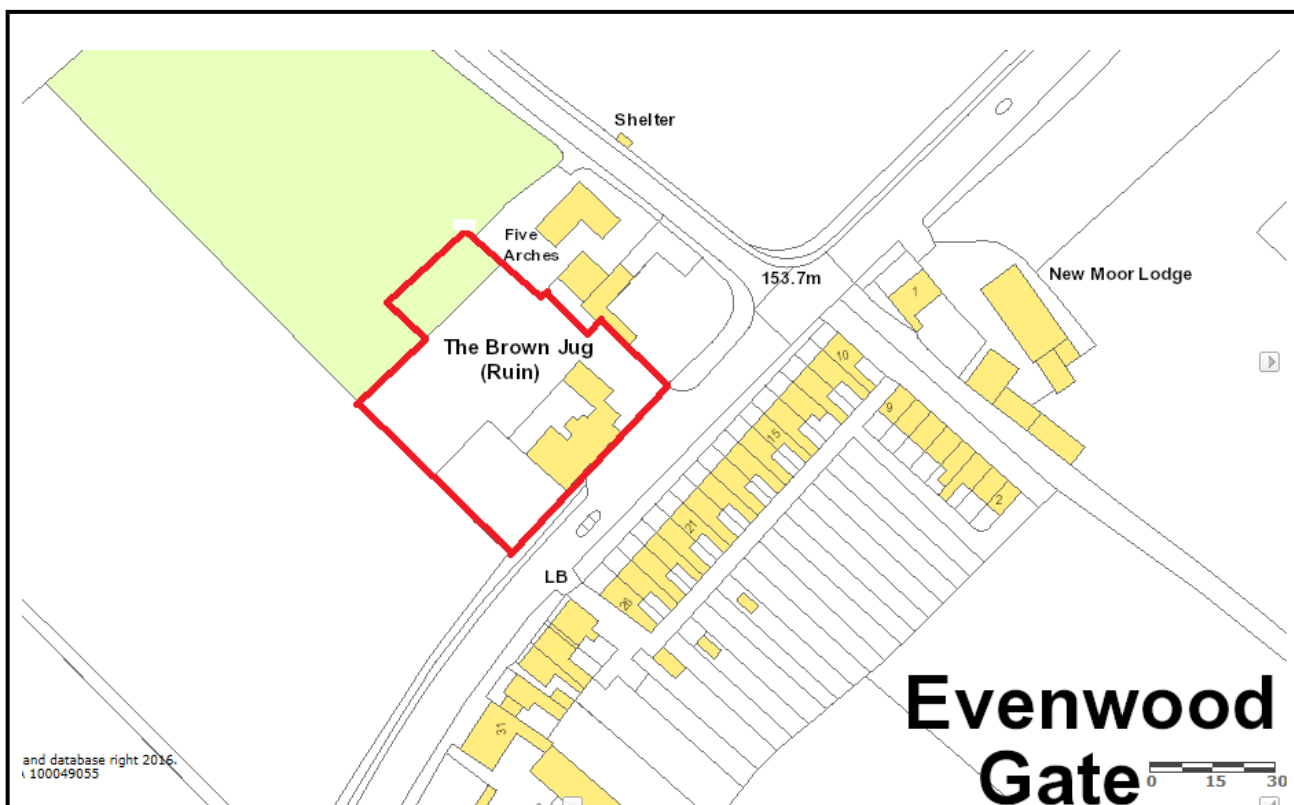 Shelter
Five
Arches
153.7m
New Moor Lodge
1
The Brown Jug
(Ruin)
10
9
15
2
21
LB
26
31
Evenwood
Gate
and database right 2016.
100049055
0 15 30